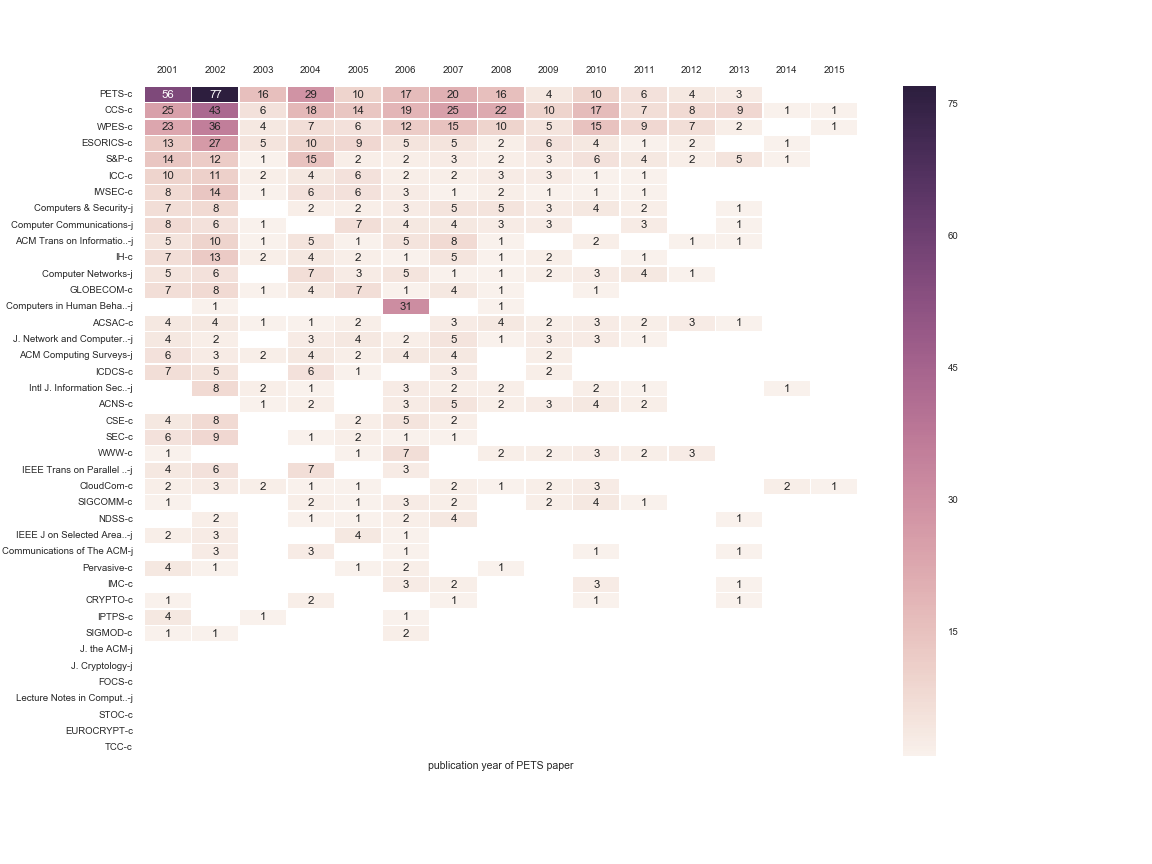 2001 2002 2003 2004 2005 2006 2007 2008 2009 2010 2011 2012 2013 2014 2015
PETS-c 56 77 16 29 10 17 20 16 4 10 6 4 3 75
CCS-c 25 43 6 18 14 19 25 22 10 17 7 8 9 1 1
WPES-c 23 36 4 7 6 12 15 10 5 15 9 7 2 1
ESORICS-c 13 27 5 10 9 5 5 2 6 4 1 2 1
S&P-c 14 12 1 15 2 2 3 2 3 6 4 2 5 1
ICC-c 10 11 2 4 6 2 2 3 3 1 1
IWSEC-c 8 14 1 6 6 3 1 2 1 1 1
Computers & Security-j 7 8 2 2 3 5 5 3 4 2 1
Computer Communications-j 8 6 1 7 4 4 3 3 3 1
ACM Trans on Informatio..-j 5 10 1 5 1 5 8 1 2 1 1 60
IH-c 7 13 2 4 2 1 5 1 2 1
Computer Networks-j 5 6 7 3 5 1 1 2 3 4 1
GLOBECOM-c 7 8 1 4 7 1 4 1 1
Computers in Human Beha..-j 1 31 1
ACSAC-c 4 4 1 1 2 3 4 2 3 2 3 1
J. Network and Computer..-j 4 2 3 4 2 5 1 3 3 1
ACM Computing Surveys-j 6 3 2 4 2 4 4 2
ICDCS-c 7 5 6 1 3 2 45
Intl J. Information Sec..-j 8 2 1 3 2 2 2 1 1
ACNS-c 1 2 3 5 2 3 4 2
CSE-c 4 8 2 5 2
SEC-c 6 9 1 2 1 1
WWW-c 1 1 7 2 2 3 2 3
IEEE Trans on Parallel ..-j 4 6 7 3
CloudCom-c 2 3 2 1 1 2 1 2 3 2 1
SIGCOMM-c 1 2 1 3 2 2 4 1 30
NDSS-c 2 1 1 2 4 1
IEEE J on Selected Area..-j 2 3 4 1
Communications of The ACM-j 3 3 1 1 1
Pervasive-c 4 1 1 2 1
IMC-c 3 2 3 1
CRYPTO-c 1 2 1 1 1
IPTPS-c 4 1 1
SIGMOD-c 1 1 2 15
J. the ACM-j
J. Cryptology-j
FOCS-c
Lecture Notes in Comput..-j
STOC-c
EUROCRYPT-c
TCC-c
publication year of PETS paper